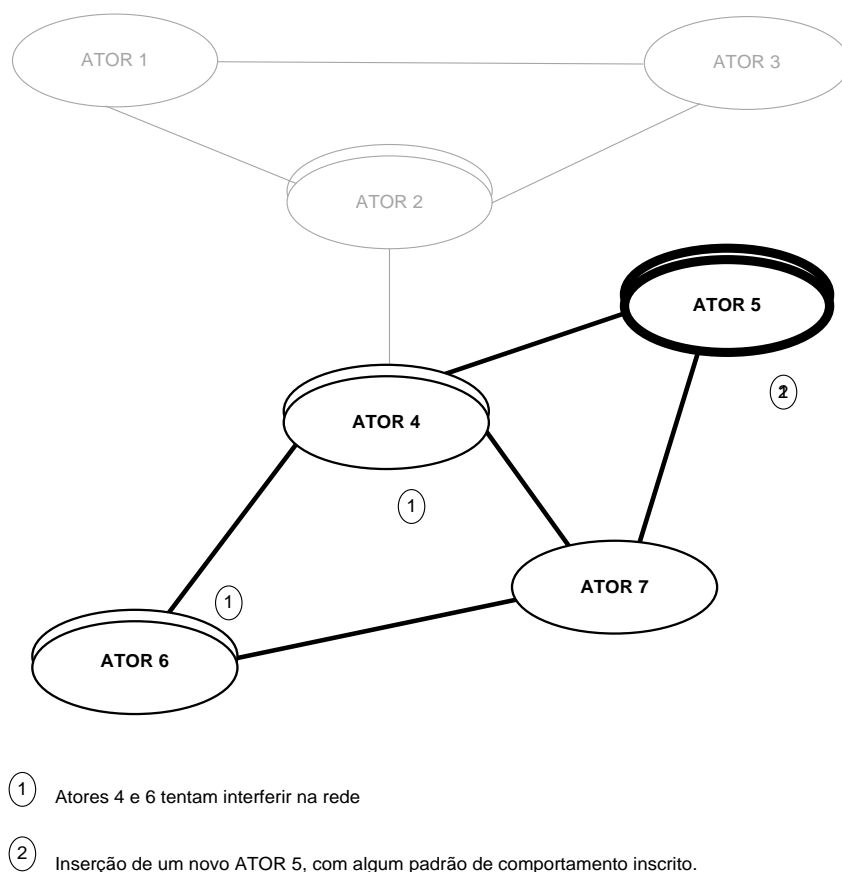 ATOR 1
ATOR 3
ATOR 2
ATOR 5
ATOR 4
1
ATOR 7
1
ATOR 6
1 Atores 4 e 6 tentam interferir na rede
2 Inserção de um novo ATOR 5, com algum padrão de comportamento inscrito.